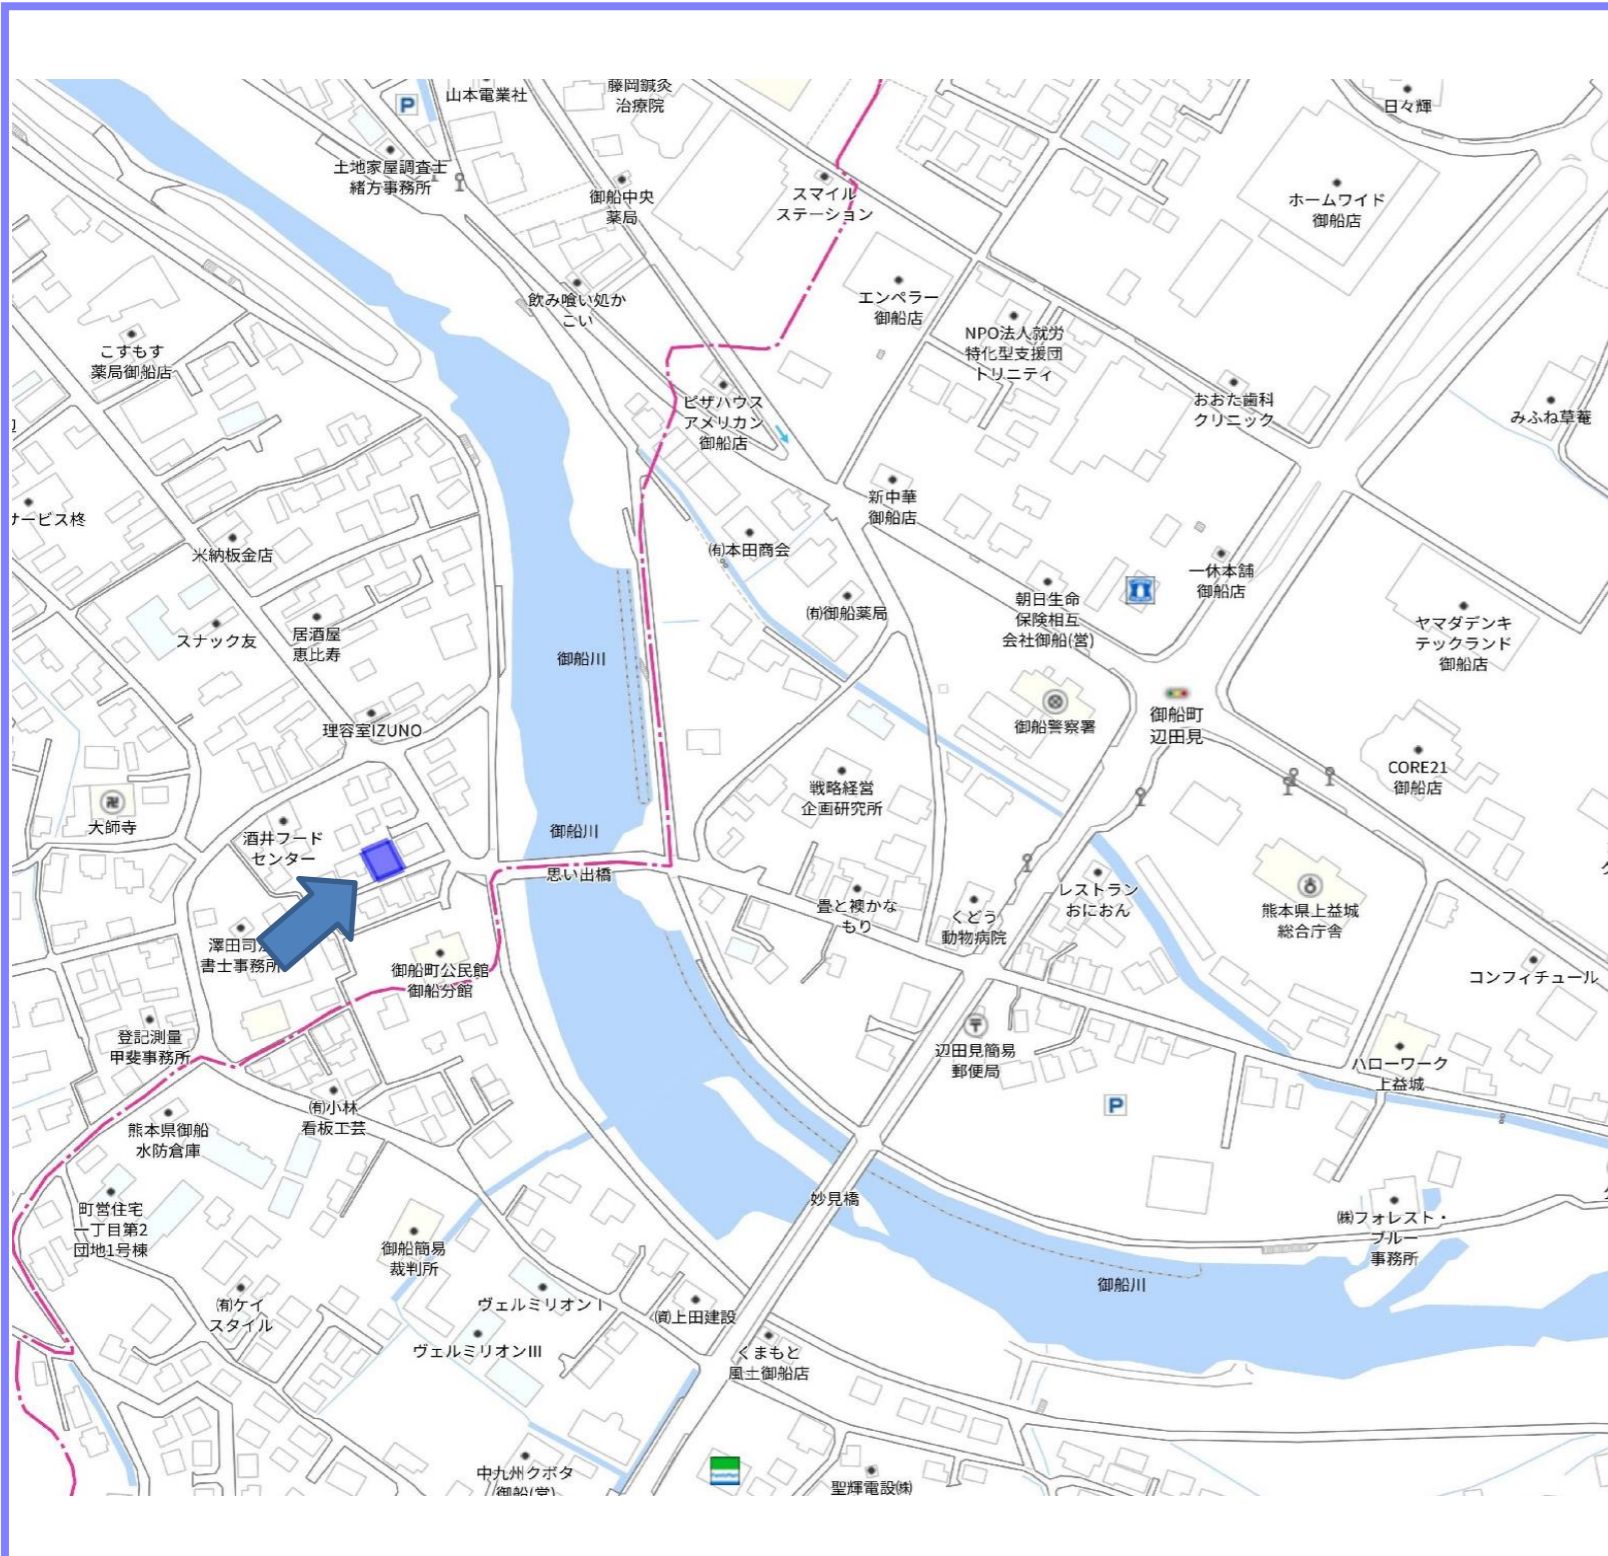 山本電業社
藤岡鍼灸
治療院
日々輝
P
土地家屋調査士
緒方事務所
御船中央
薬局
スマイル
ステーション
ホームワイド
御船店
飲み喰い処か
こい
エンペラー
御船店
NPO法人就労
特化型支援団
トリニティ
こすもす
薬局御船店
ピザハウス
アメリカン
御船店
おおた歯科
クリニック
みふね草菴
サービス柊
新中華
御船店
米納板金店
㈲本田商会
一休本舗
御船店
朝日生命
保険相互
会社御船(営)
㈲御船薬局
ヤマダデンキ
テックランド
御船店
スナック友
居酒屋
恵比寿
御船川
理容室IZUNO
御船警察署
御船町
辺田見
CORE21
御船店
戦略経営
企画研究所
大師寺
酒井フード
センター
御船川
思い出橋
畳と襖かな
もり
くどう
動物病院
レストラン
おにおん
熊本県上益城
総合庁舎
澤田司法
書士事務所
御船町公民館
御船分館
コンフィチュール
登記測量
甲斐事務所
辺田見簡易
郵便局
ハローワーク
上益城
㈲小林
看板工芸
P
熊本県御船
水防倉庫
町営住宅
一丁目第2
団地1号棟
妙見橋
㈱フォレスト・
ブルー
事務所
御船簡易
裁判所
御船川
㈲ケイ
スタイル
ヴェルミリオンⅠ
㈾上田建設
ヴェルミリオンIII
くまもと
風土御船店
中九州クボタ
御船(営)
FamilyMart
聖輝電設㈱